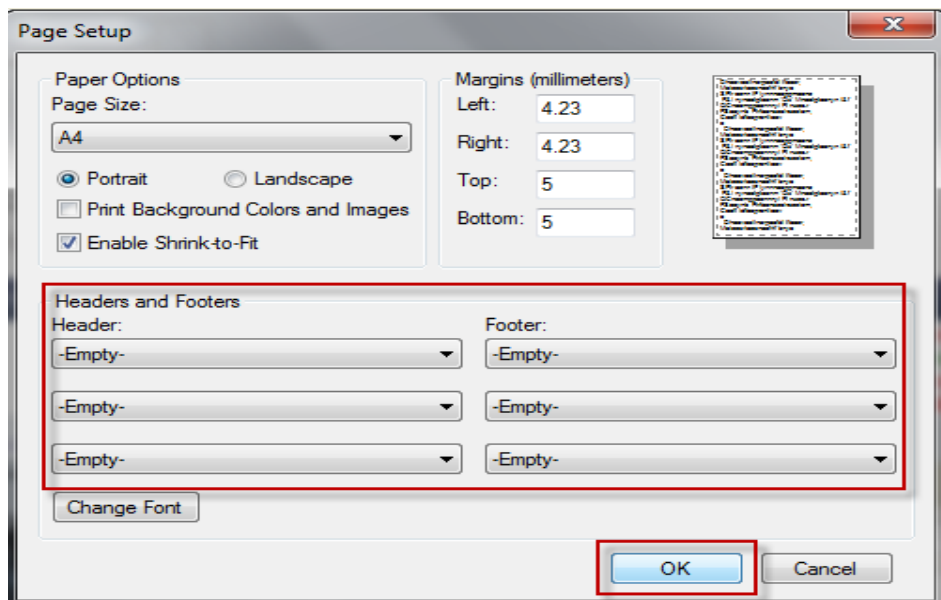 Page Setup
Paper Options
Page Size:
A4
Portrait Landscape
Print Background Colors and Images
Enable Shrink-to-Fit
Margins (millimeters)
Left: 4.23
Right: 4.23
Top: 5
Bottom: 5
Headers and Footers
Header: Footer:
-Empty- -Empty-
-Empty- -Empty-
-Empty- -Empty-
Change Font
OK Cancel